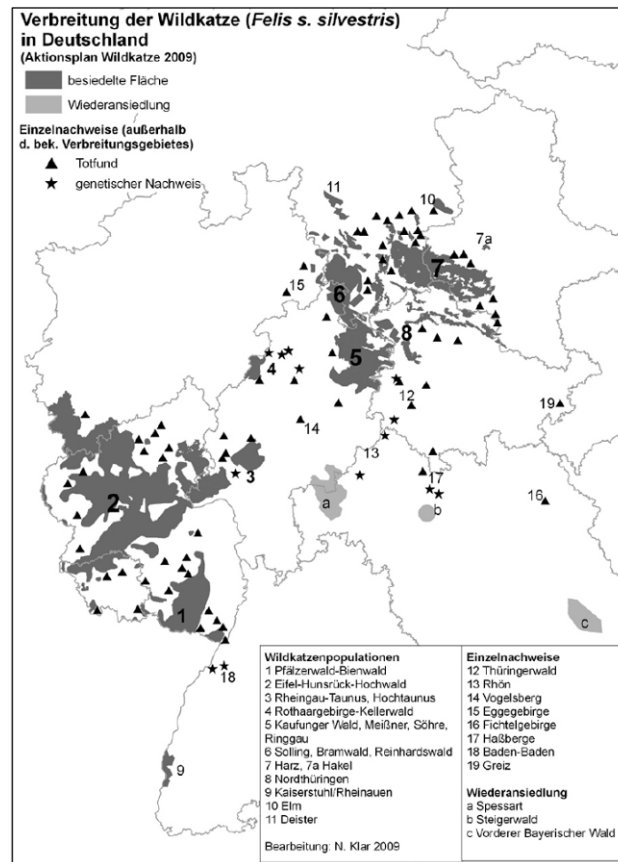 Verbreitung der Wildkatze (Felis s. silvestris)
in Deutschland
(Aktionsplan Wildkatze 2009)
besiedelte Fläche
Wiederansiedlung
Einzelnachweise (außerhalb
d. bek. Verbreitungsgebietes)
Totfund
genetischer Nachweis
11
10
7a
7
15
6
8
5
4
12
19
14
13
3
17
16
2
a
b
1
c
18
9
Wildkatzenpopulationen
1 Pfälzerwald-Bienwald
2 Eifel-Hunsrück-Hochwald
3 Rheingau-Taunus, Hochtaunus
4 Rothaargebirge-Kellerwald
5 Kaufunger Wald, Meißner, Söhre,
Ringgau
6 Solling, Bramwald, Reinhardswald
7 Harz, 7a Hakel
8 Nordthüringen
9 Kaiserstuhl/Rheinauen
10 Elm
11 Deister
Bearbeitung: N. Klar 2009
Einzelnachweise
12 Thüringerwald
13 Rhön
14 Vogelsberg
15 Eggegebirge
16 Fichtelgebirge
17 Haßberge
18 Baden-Baden
19 Greiz
Wiederansiedlung
a Spessart
b Steigerwald
c Vorderer Bayerischer Wald